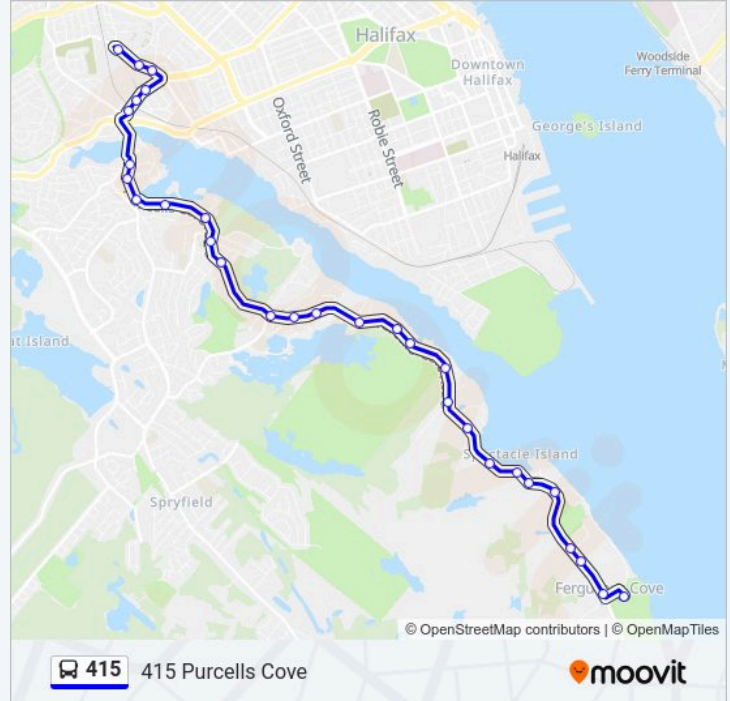 Halifax
Downtown
Halifax
Woodside
Ferry Terminal
Oxford Street
Robie Street
George's Island
Halifax
at Island
Spectacle Island
Spryfield
Cove
© OpenStreetMap contributors | © OpenMapTiles
415
415 Purcells Cove
moovit